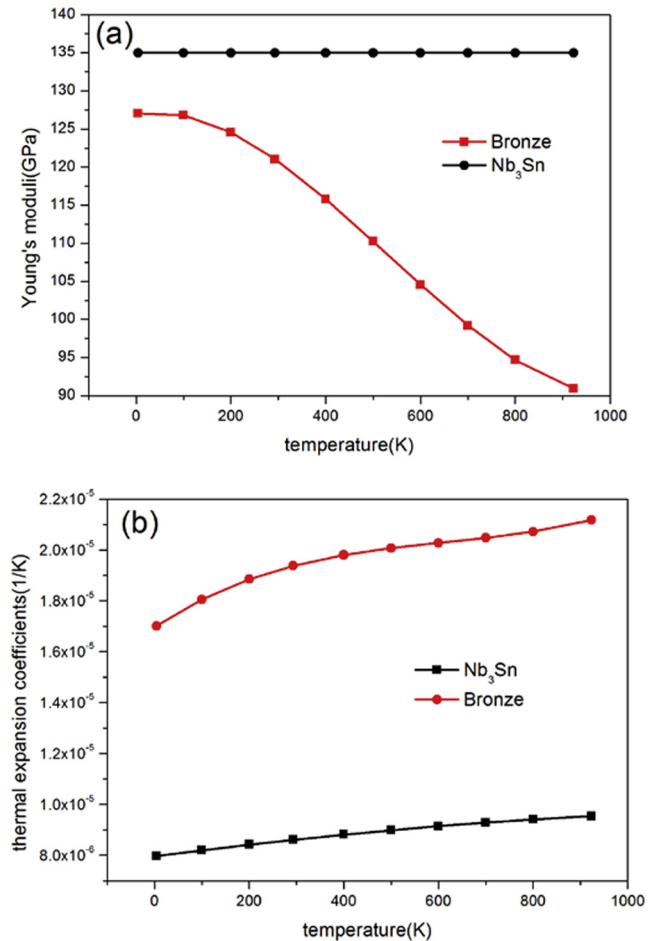 (a)
Young's moduli(GPa)
140
135
130
125
120
115
110
105
100
95
90
Bronze
Nb₃Sn
0 200 400 600 800 1000
temperature(K)
(b)
thermal expansion coefficients(1/K)
2.2x10⁻⁵
2.0x10⁻⁵
1.8x10⁻⁵
1.6x10⁻⁵
1.4x10⁻⁵
1.2x10⁻⁵
1.0x10⁻⁵
8.0x10⁻⁶
Nb₃Sn
Bronze
0 200 400 600 800 1000
temperature(K)